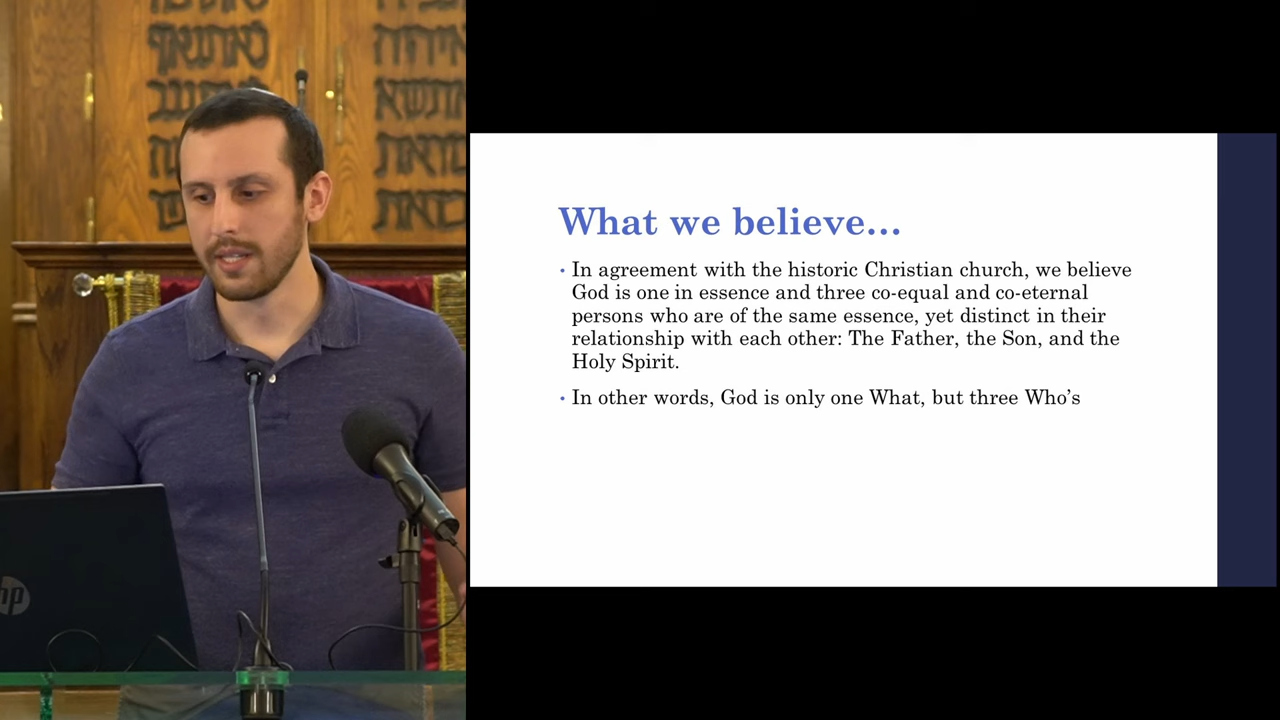 לאתנאף
hp
What we believe...
• In agreement with the historic Christian church, we believe
God is one in essence and three co-equal and co-eternal
persons who are of the same essence, yet distinct in their
relationship with each other: The Father, the Son, and the
Holy Spirit.
• In other words, God is only one What, but three Who’s